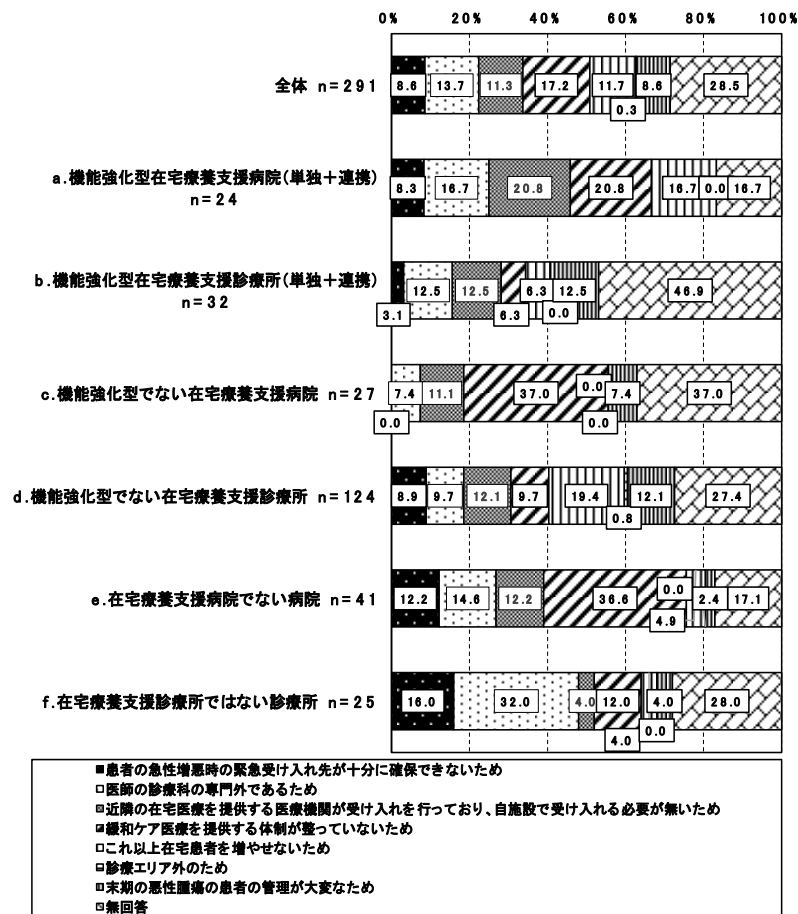 0% 20% 40% 60% 80% 100%
全体 n=291
8.6 13.7 11.3 17.2 11.7 8.6 28.5
0.3
a.機能強化型在宅療養支援病院(単独+連携)
n=24
8.3 16.7 20.8 20.8 16.7 0.0 16.7
b.機能強化型在宅療養支援診療所(単独+連携)
n=32
12.5 12.5 6.3 12.5 46.9
3.1 6.3 0.0
c.機能強化型でない在宅療養支援病院 n=27
7.4 11.1 37.0 0.0 7.4 37.0
0.0 0.0
d.機能強化型でない在宅療養支援診療所 n=124
8.9 9.7 12.1 9.7 19.4 12.1 27.4
0.8
e.在宅療養支援病院でない病院 n=41
12.2 14.6 12.2 36.6 0.0 2.4 17.1
4.9
f.在宅療養支援診療所ではない診療所 n=25
16.0 32.0 4.0 12.0 4.0 28.0
4.0 0.0
患者の急性増悪時の緊急受け入れ先が十分に確保できないため
医師の診療科の専門外であるため
近隣の在宅医療を提供する医療機関が受け入れを行っており、自施設で受け入れる必要が無いため
緩和ケア医療を提供する体制が整っていないため
これ以上在宅患者を増やせないため
診療エリア外のため
末期の悪性腫瘍の患者の管理が大変なため
無回答